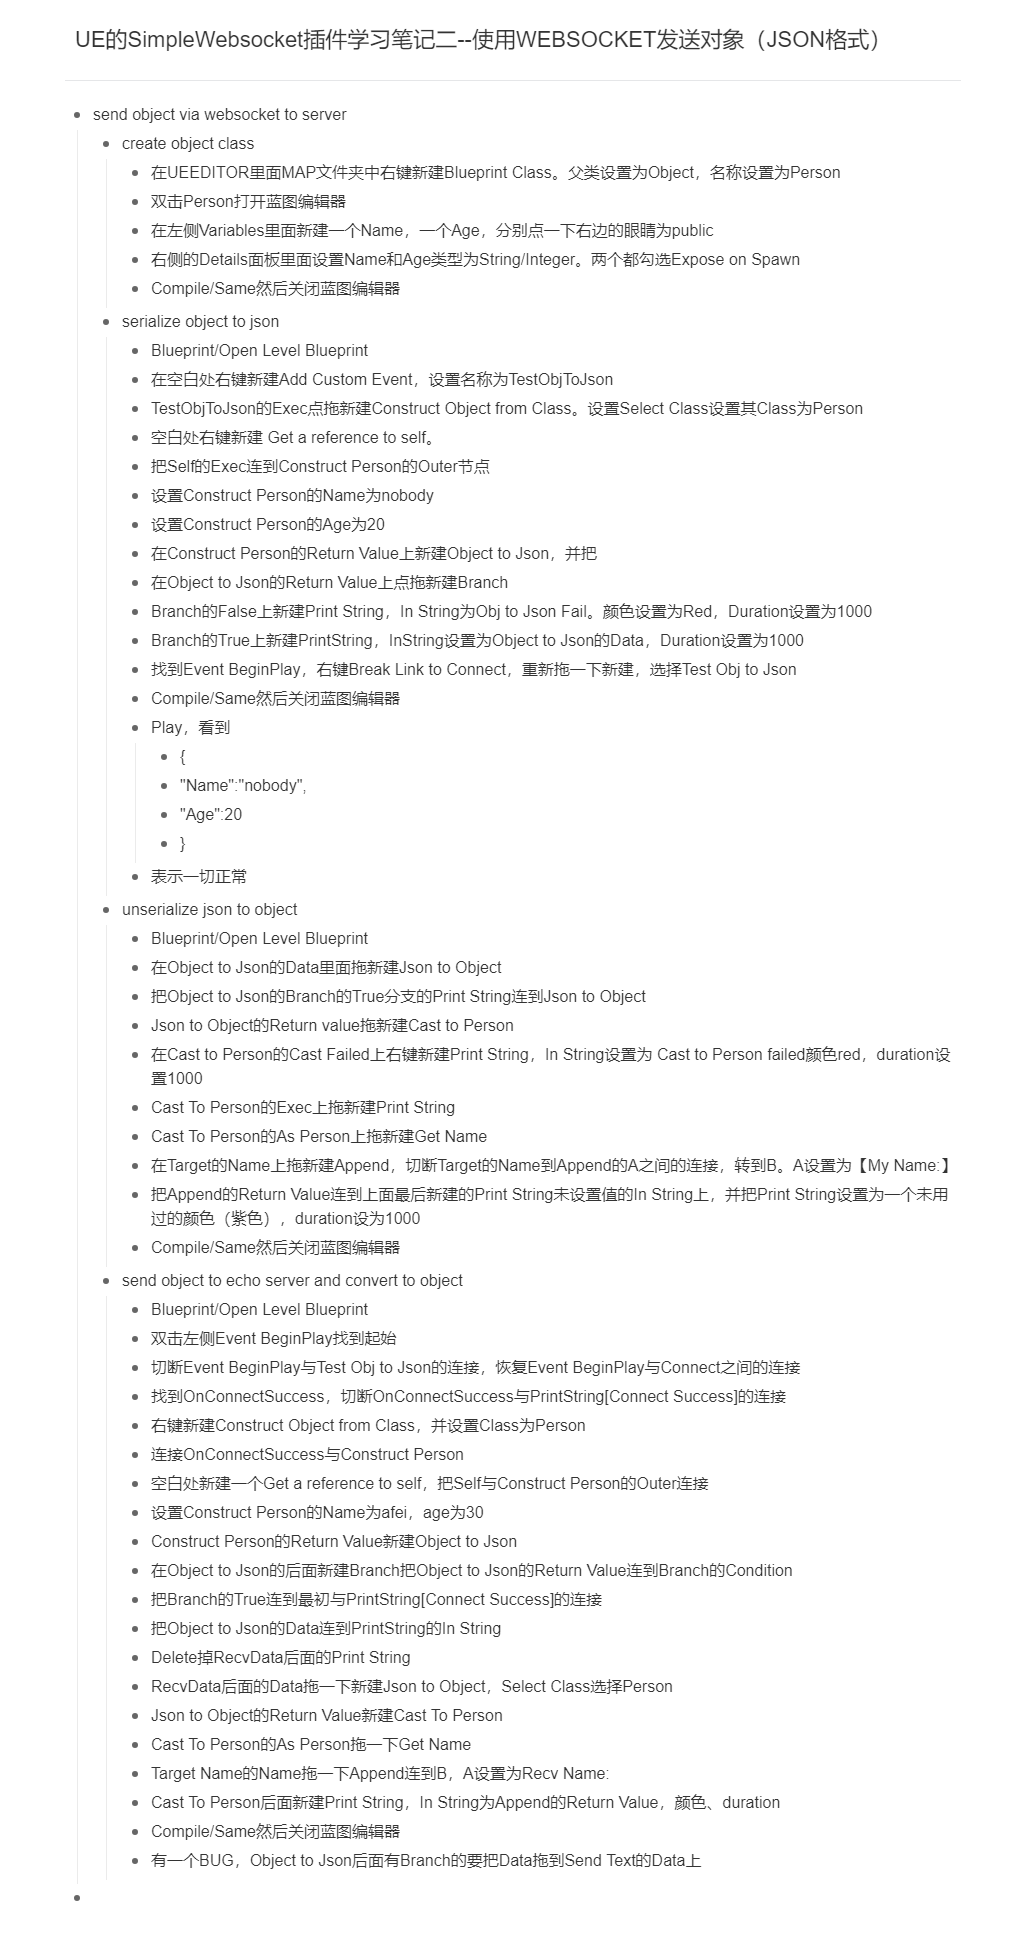 UE的SimpleWebsocket插件学习笔记二--使用WEBSOCKET发送对象（JSON格式）
send object via websocket to server
create object class
在UEEDITOR里面MAP文件夹中右键新建Blueprint Class。父类设置为Object，名称设置为Person
双击Person打开蓝图编辑器
在左侧Variables里面新建一个Name，一个Age，分别点一下右边的眼睛为public
右侧的Details面板里面设置Name和Age类型为String/Integer。两个都勾选Expose on Spawn
Compile/Same然后关闭蓝图编辑器
serialize object to json
Blueprint/Open Level Blueprint
在空白处右键新建Add Custom Event，设置名称为TestObjToJson
TestObjToJson的Exec点拖新建Construct Object from Class。设置Select Class设置其Class为Person
空白处右键新建 Get a reference to self。
把Self的Exec连到Construct Person的Outer节点
设置Construct Person的Name为nobody
设置Construct Person的Age为20
在Construct Person的Return Value上新建Object to Json，并把
在Object to Json的Return Value上点拖新建Branch
Branch的False上新建Print String，In String为Obj to Json Fail。颜色设置为Red，Duration设置为1000
Branch的True上新建PrintString，InString设置为Object to Json的Data，Duration设置为1000
找到Event BeginPlay，右键Break Link to Connect，重新拖一下新建，选择Test Obj to Json
Compile/Same然后关闭蓝图编辑器
Play，看到
{
"Name":"nobody",
"Age":20
}
表示一切正常
unserialize json to object
Blueprint/Open Level Blueprint
在Object to Json的Data里面拖新建Json to Object
把Object to Json的Branch的True分支的Print String连到Json to Object
Json to Object的Return value拖新建Cast to Person
在Cast to Person的Cast Failed上右键新建Print String，In String设置为 Cast to Person failed颜色red，duration设
置1000
Cast To Person的Exec上拖新建Print String
Cast To Person的As Person上拖新建Get Name
在Target的Name上拖新建Append，切断Target的Name到Append的A之间的连接，转到B。A设置为【My Name:】
把Append的Return Value连到上面最后新建的Print String未设置值的In String上，并把Print String设置为一个未用
过的颜色（紫色），duration设为1000
Compile/Same然后关闭蓝图编辑器
send object to echo server and convert to object
Blueprint/Open Level Blueprint
双击左侧Event BeginPlay找到起始
切断Event BeginPlay与Test Obj to Json的连接，恢复Event BeginPlay与Connect之间的连接
找到OnConnectSuccess，切断OnConnectSuccess与PrintString[Connect Success]的连接
右键新建Construct Object from Class，并设置Class为Person
连接OnConnectSuccess与Construct Person
空白处新建一个Get a reference to self，把Self与Construct Person的Outer连接
设置Construct Person的Name为afei，age为30
Construct Person的Return Value新建Object to Json
在Object to Json的后面新建Branch把Object to Json的Return Value连到Branch的Condition
把Branch的True连到最初与PrintString[Connect Success]的连接
把Object to Json的Data连到PrintString的In String
Delete掉RecvData后面的Print String
RecvData后面的Data拖一下新建Json to Object，Select Class选择Person
Json to Object的Return Value新建Cast To Person
Cast To Person的As Person拖一下Get Name
Target Name的Name拖一下Append连到B，A设置为Recv Name:
Cast To Person后面新建Print String，In String为Append的Return Value，颜色、duration
Compile/Same然后关闭蓝图编辑器
有一个BUG，Object to Json后面有Branch的要把Data拖到Send Text的Data上